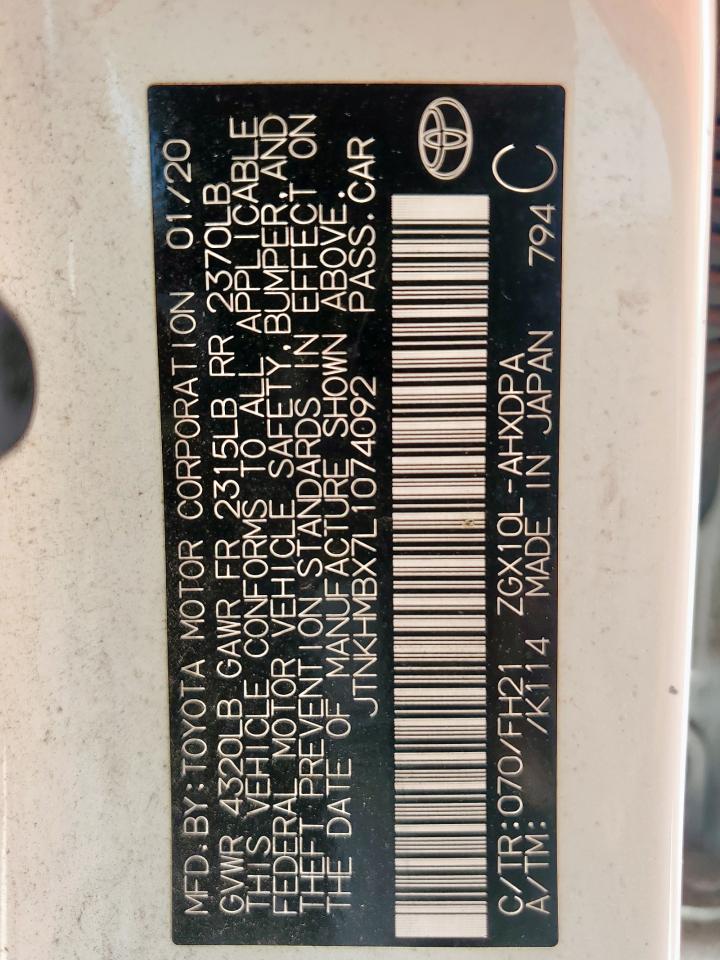 MFD.BY:TOYOTA MOTOR CORPORATION 01/20
GVWR 4320LB GAWR FR 2315LB RR 2370LB
THIS VEHICLE CONFORMS TO ALL APPLICABLE
FEDERAL MOTOR VEHICLE SAFETY,BUMPER,AND
THEFT PREVENTION STANDARDS IN EFFECT ON
THE DATE OF MANUFACTURE SHOWN ABOVE.
JTNKHMBX7L1074092 PASS.CAR
C/TR:070/FH21 ZGX10L-AHXDPA 794 C
A/TM: /K114 MADE IN JAPAN